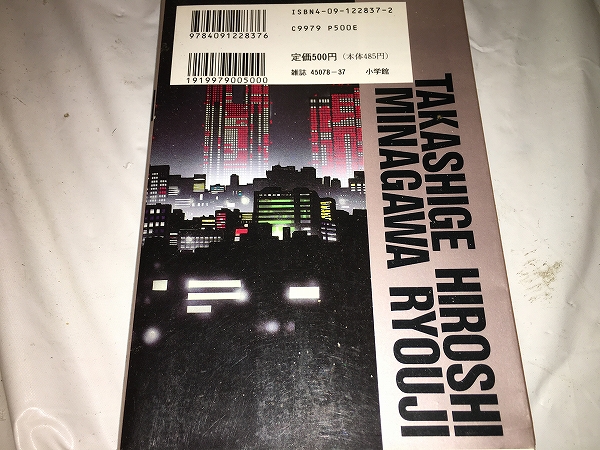 ISBN4-09-122837-2
C9979 P500E
9784091228376
定価500円(本体485円)
雑誌 45078-37 小学館
1919979005000
TAKASHIGE HIROSHI
MINAGAWA RYOUJI